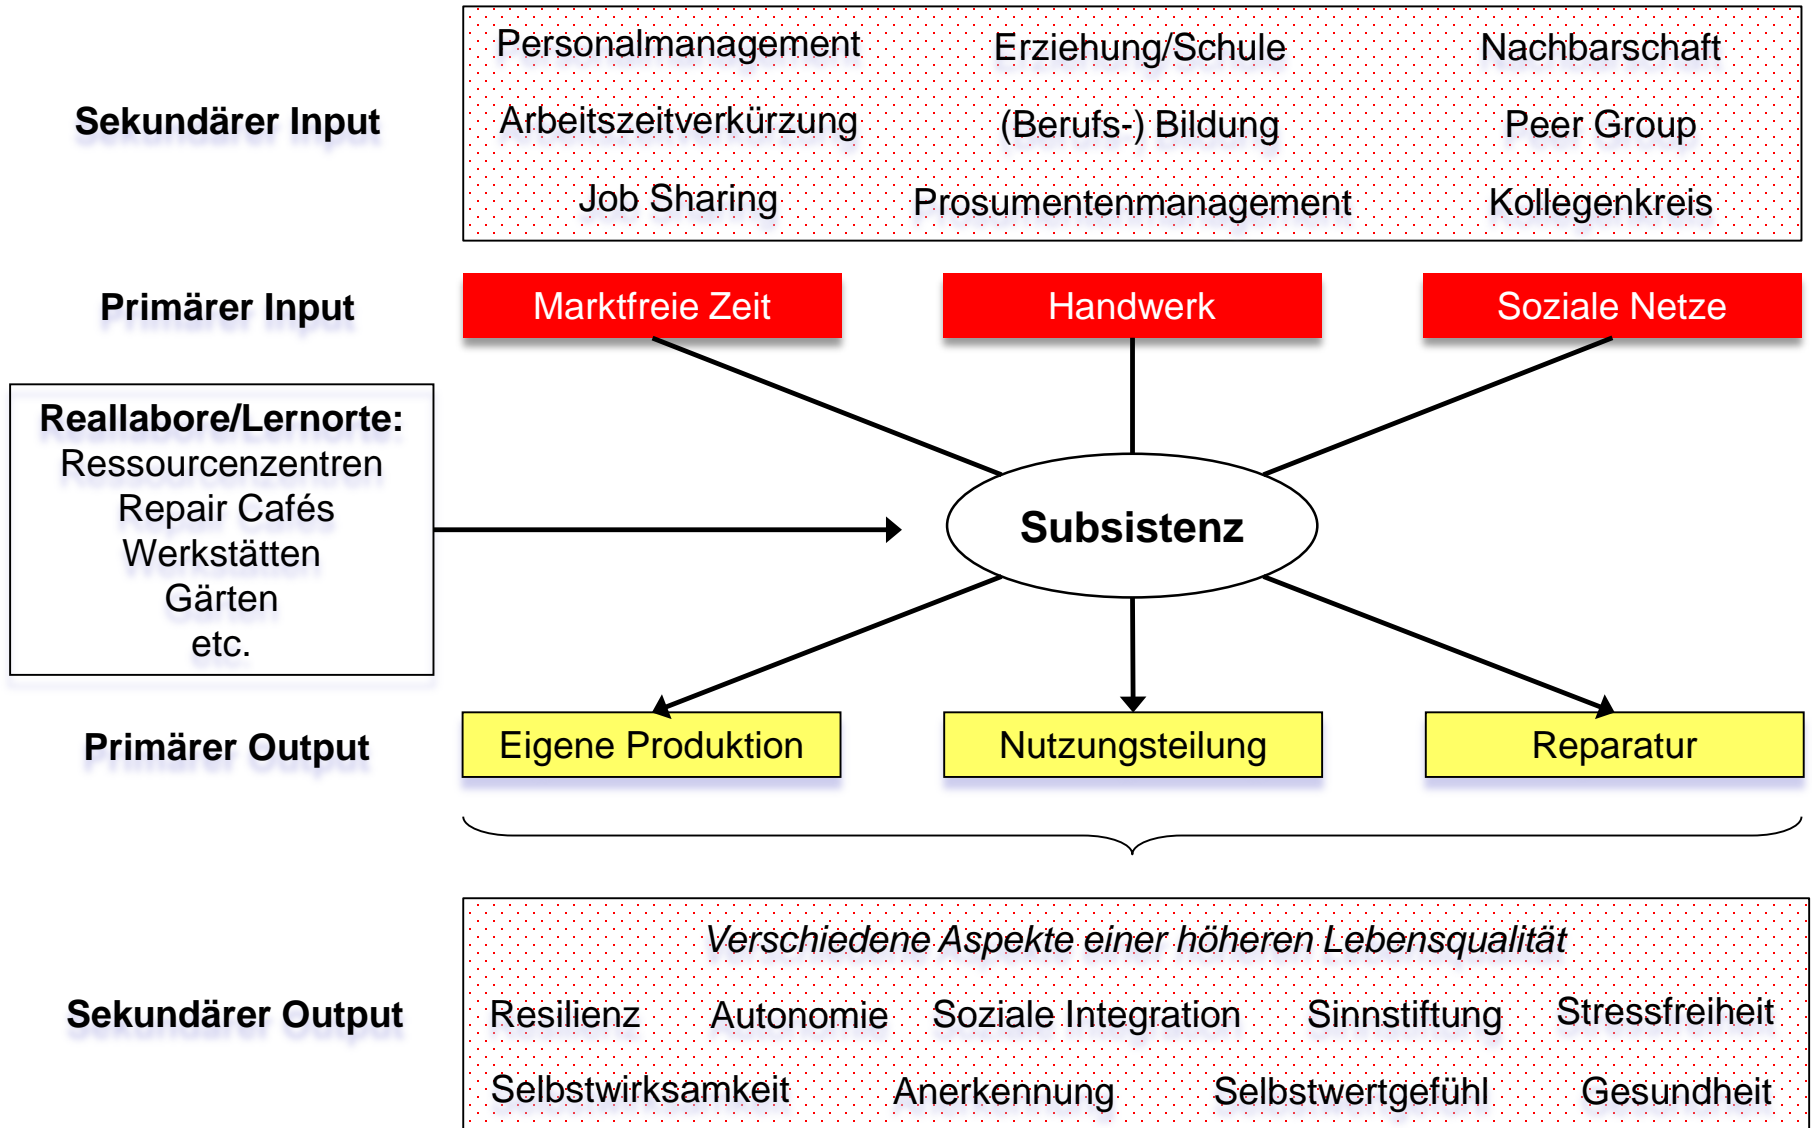 Personalmanagement Erziehung/Schule Nachbarschaft
Sekundärer Input Arbeitszeitverkürzung (Berufs-) Bildung Peer Group
Job Sharing Prosumentenmanagement Kollegenkreis
Primärer Input Marktfreie Zeit Handwerk Soziale Netze
Reallabore/Lernorte:
Ressourcenzentren
Repair Cafés
Werkstätten
Gärten
etc.
Subsistenz
Primärer Output Eigene Produktion Nutzungsteilung Reparatur
Verschiedene Aspekte einer höheren Lebensqualität
Sekundärer Output Resilienz Autonomie Soziale Integration Sinnstiftung Stressfreiheit
Selbstwirksamkeit Anerkennung Selbstwertgefühl Gesundheit